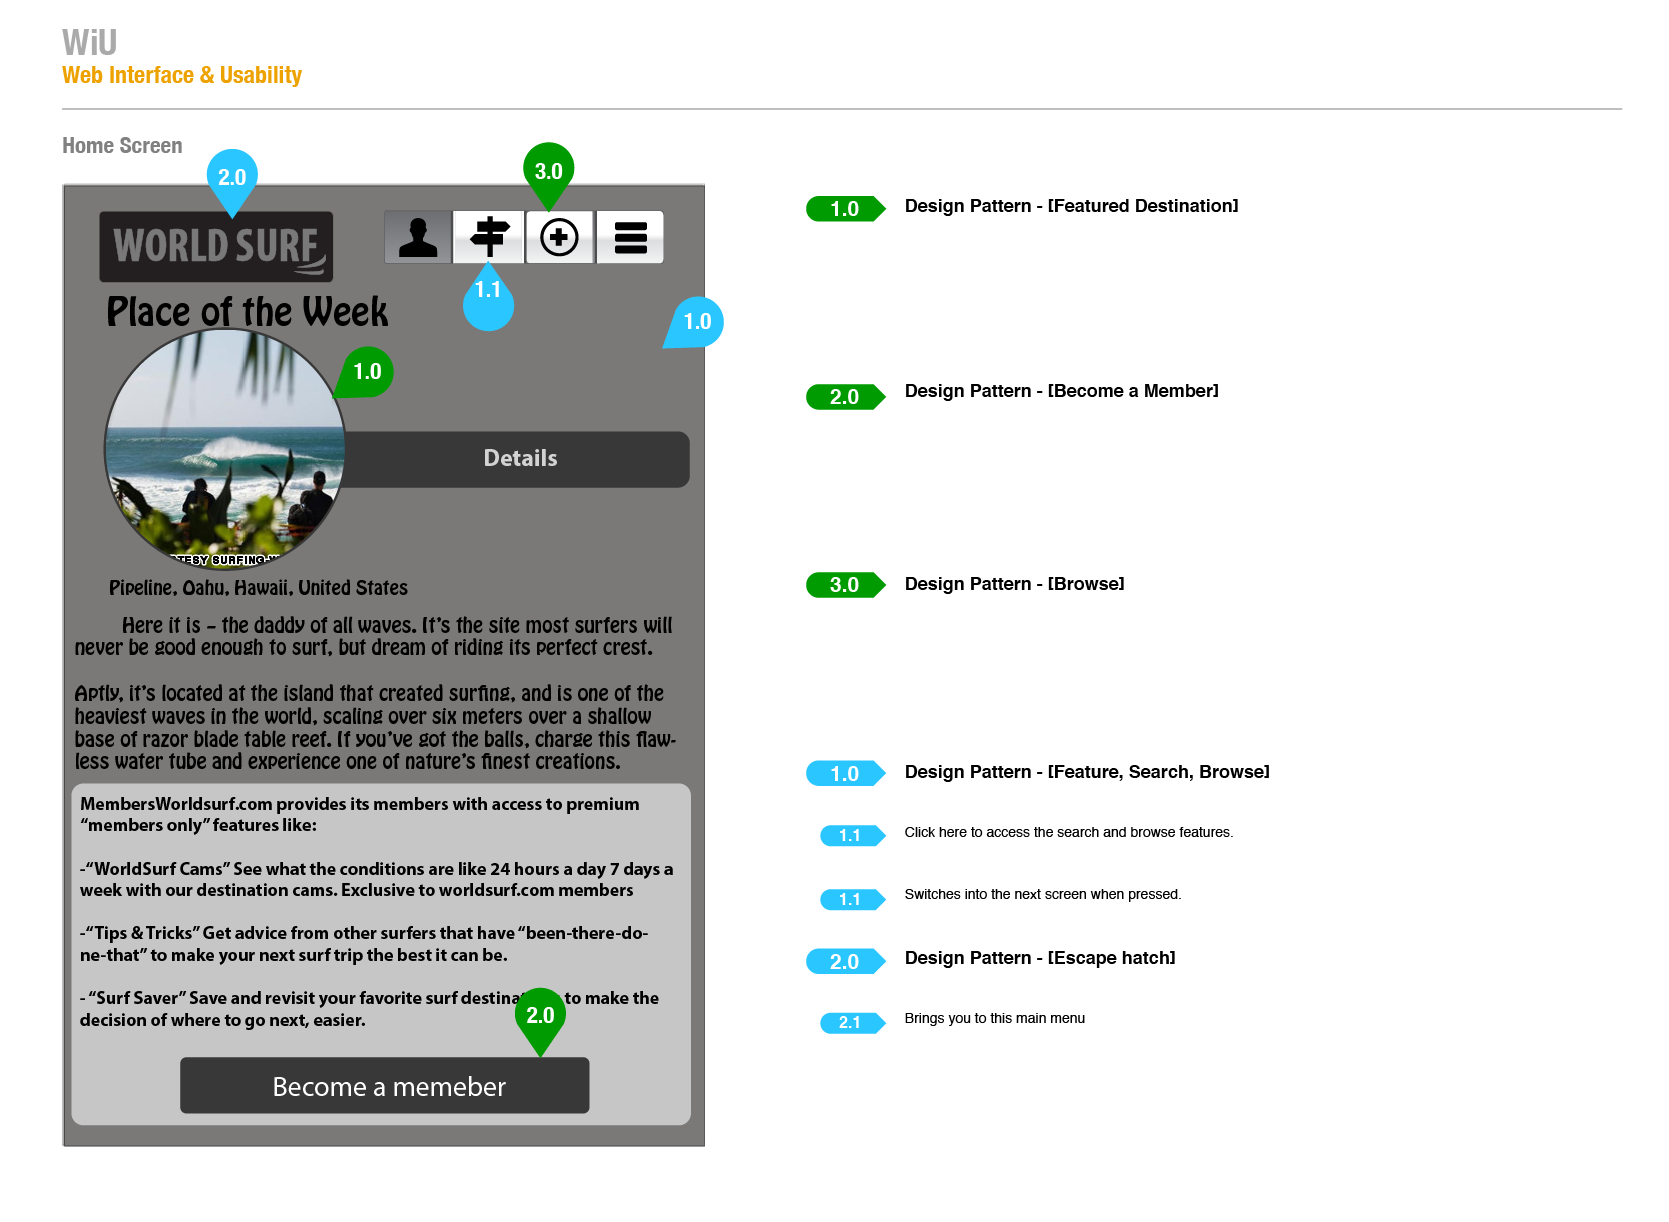 WiU
Web Interface & Usability
Home Screen
2.0
3.0
WORLD SURF
1.1
Place of the Week
1.0
1.0
Details
TESY SURFING-W
Pipeline, Oahu, Hawaii, United States
Here it is – the daddy of all waves. It's the site most surfers will
never be good enough to surf, but dream of riding its perfect crest.
Aptly, it's located at the island that created surfing, and is one of the
heaviest waves in the world, scaling over six meters over a shallow
base of razor blade table reef. If you've got the balls, charge this flaw-
less water tube and experience one of nature's finest creations.
MembersWorldsurf.com provides its members with access to premium
“members only” features like:
-“WorldSurf Cams” See what the conditions are like 24 hours a day 7 days a
week with our destination cams. Exclusive to worldsurf.com members
-“Tips & Tricks” Get advice from other surfers that have “been-there-do-
ne-that” to make your next surf trip the best it can be.
- “Surf Saver” Save and revisit your favorite surf destina to make the
decision of where to go next, easier.
2.0
Become a memeber
1.0 Design Pattern - [Featured Destination]
2.0 Design Pattern - [Become a Member]
3.0 Design Pattern - [Browse]
1.0 Design Pattern - [Feature, Search, Browse]
1.1 Click here to access the search and browse features.
1.1 Switches into the next screen when pressed.
2.0 Design Pattern - [Escape hatch]
2.1 Brings you to this main menu